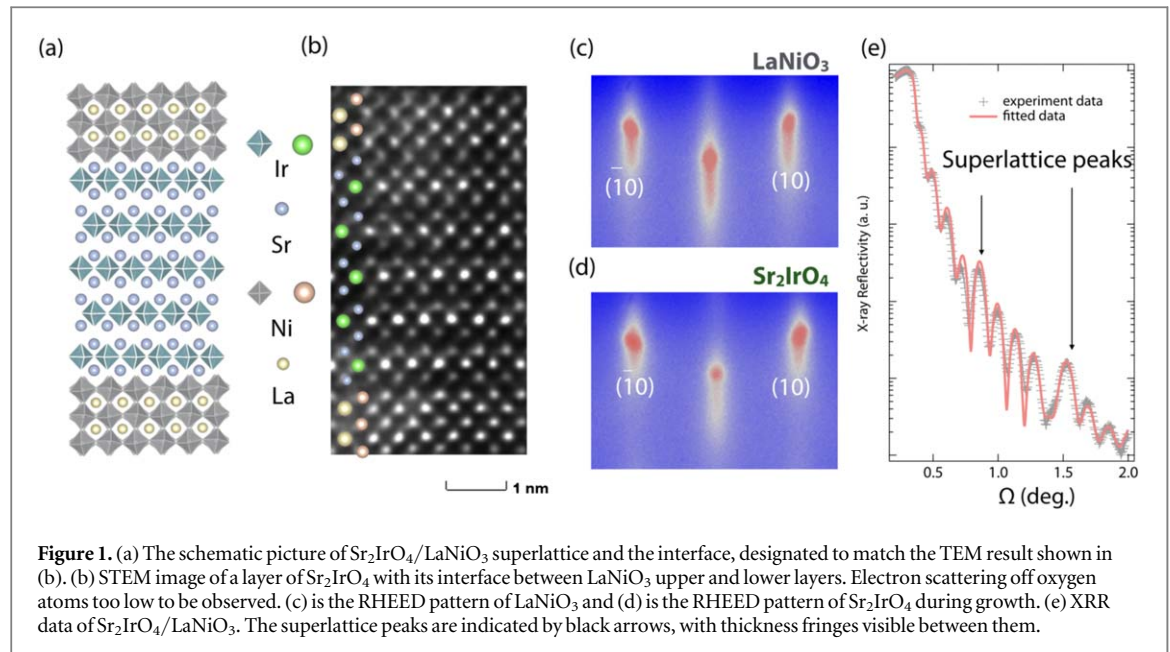 (a)
(b)
(c)
(d)
(e)
Ir
Sr
Ni
La
1 nm
LaNiO₃
(1̅0)
(10)
Sr₂IrO₄
(1̅0)
(10)
X-ray Reflectivity (a. u.)
experiment data
fitted data
Superlattice peaks
0.5 1.0 1.5 2.0
Ω (deg.)
Figure 1. (a) The schematic picture of Sr₂IrO₄/LaNiO₃ superlattice and the interface, designated to match the TEM result shown in
(b). (b) STEM image of a layer of Sr₂IrO₄ with its interface between LaNiO₃ upper and lower layers. Electron scattering off oxygen
atoms too low to be observed. (c) is the RHEED pattern of LaNiO₃ and (d) is the RHEED pattern of Sr₂IrO₄ during growth. (e) XRR
data of Sr₂IrO₄/LaNiO₃. The superlattice peaks are indicated by black arrows, with thickness fringes visible between them.